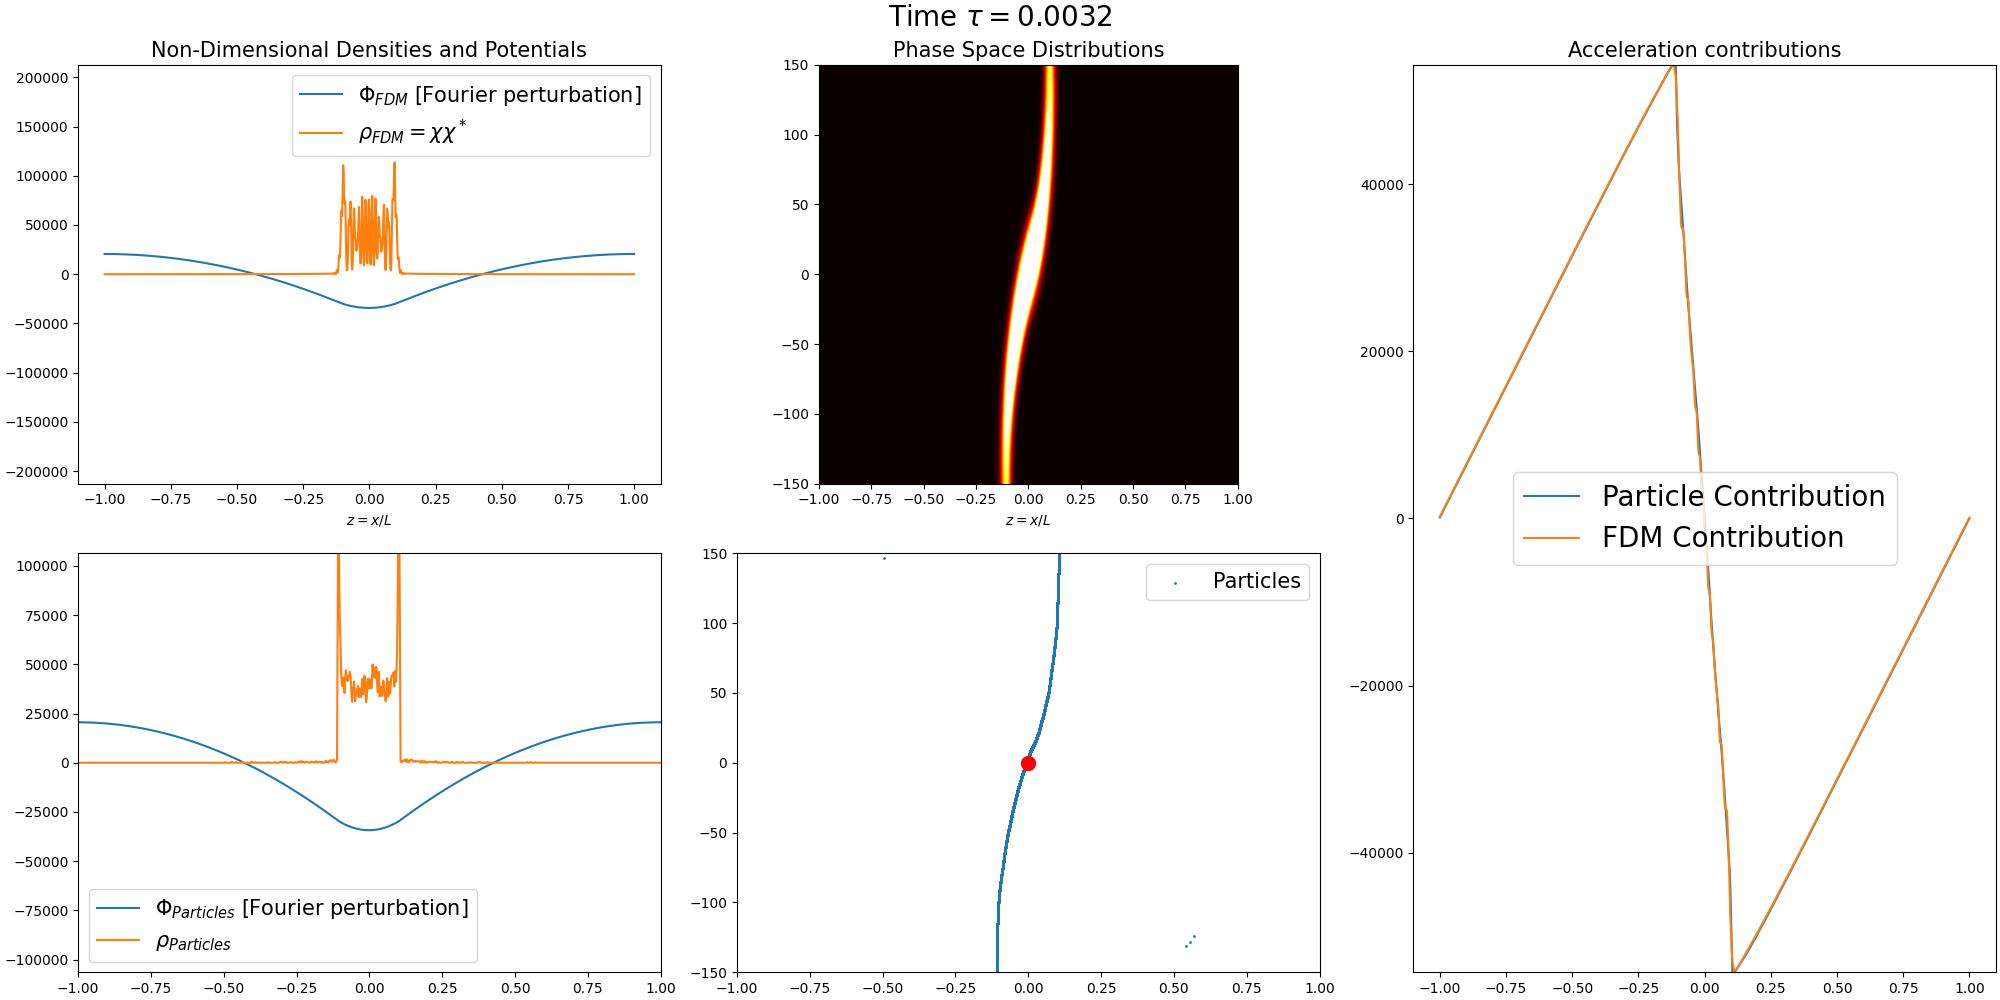 Time τ = 0.0032
Non-Dimensional Densities and Potentials
Φ_FDM [Fourier perturbation]
ρ_FDM = χχ*
200000
150000
100000
50000
0
−50000
−100000
−150000
−200000
−1.00 −0.75 −0.50 −0.25 0.00 0.25 0.50 0.75 1.00
z = x/L
Phase Space Distributions
150
100
50
0
−50
−100
−150
−1.00 −0.75 −0.50 −0.25 0.00 0.25 0.50 0.75 1.00
z = x/L
Acceleration contributions
40000
20000
0
−20000
−40000
Particle Contribution
FDM Contribution
−1.00 −0.75 −0.50 −0.25 0.00 0.25 0.50 0.75 1.00
100000
75000
50000
25000
0
−25000
−50000
−75000
−100000
Φ_Particles [Fourier perturbation]
ρ_Particles
−1.00 −0.75 −0.50 −0.25 0.00 0.25 0.50 0.75 1.00
Particles
150
100
50
0
−50
−100
−150
−1.00 −0.75 −0.50 −0.25 0.00 0.25 0.50 0.75 1.00